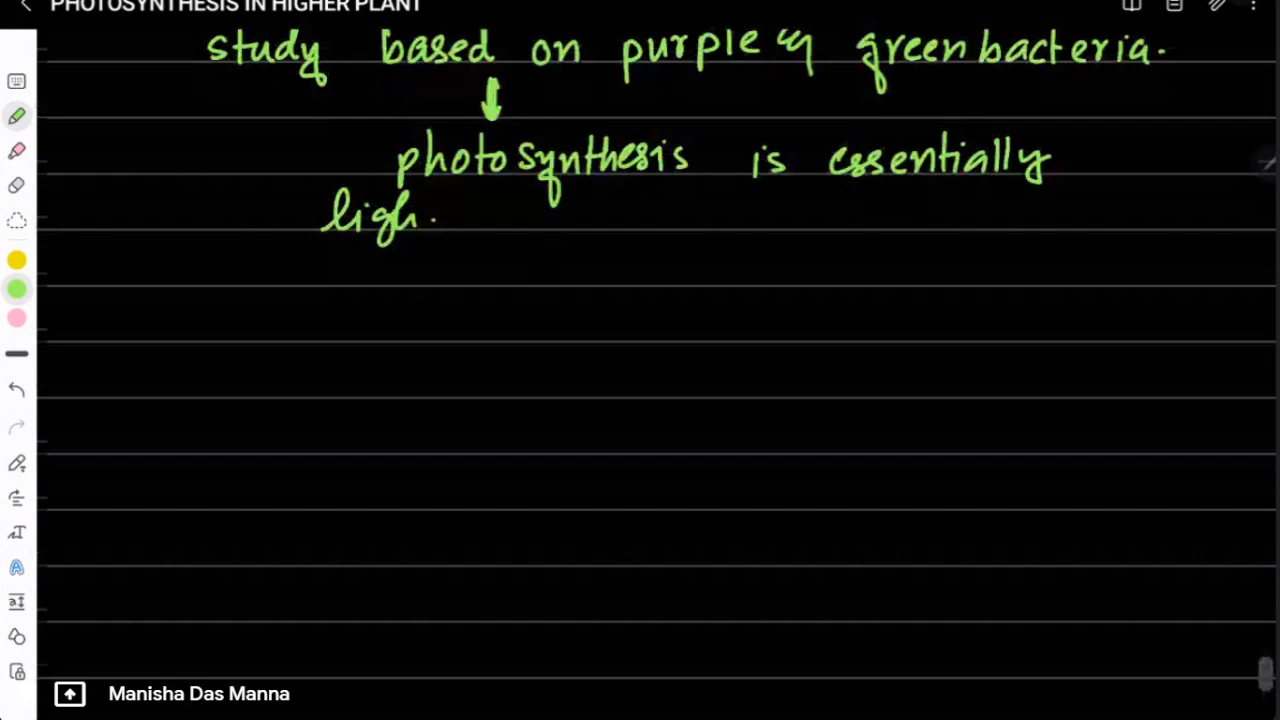 PHOTOSYNTHESIS IN HIGHER PLANT
study based on purple & green bacteria.
photosynthesis is essentially
ligh.
Manisha Das Manna